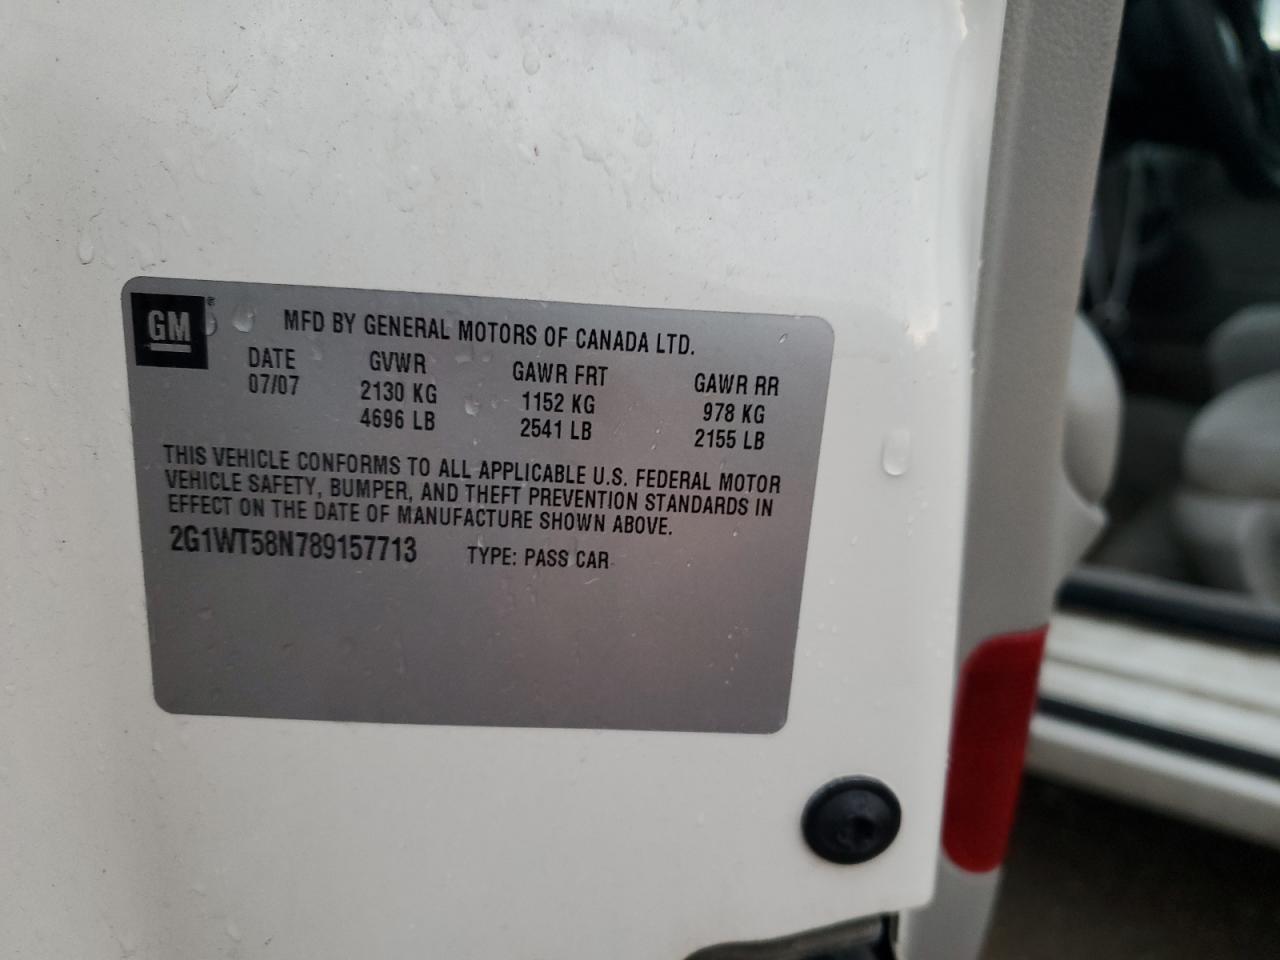 GM®
MFD BY GENERAL MOTORS OF CANADA LTD.
DATE GVWR GAWR FRT GAWR RR
07/07 2130 KG 1152 KG 978 KG
4696 LB 2541 LB 2155 LB
THIS VEHICLE CONFORMS TO ALL APPLICABLE U.S. FEDERAL MOTOR
VEHICLE SAFETY, BUMPER, AND THEFT PREVENTION STANDARDS IN
EFFECT ON THE DATE OF MANUFACTURE SHOWN ABOVE.
2G1WT58N789157713 TYPE: PASS CAR